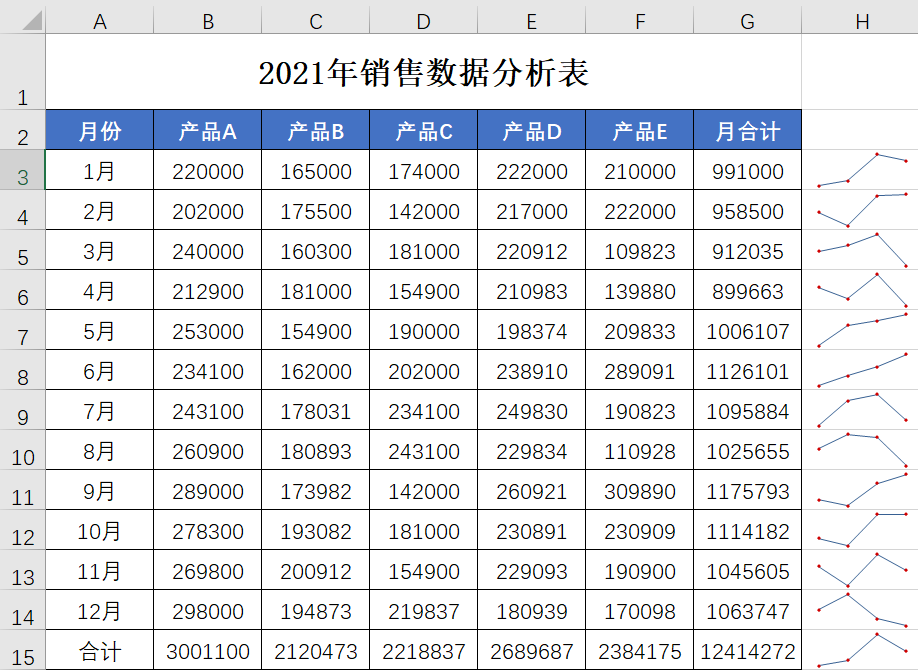 A B C D E F G H
1 2021年销售数据分析表
2 月份 产品A 产品B 产品C 产品D 产品E 月合计
3 1月 220000 165000 174000 222000 210000 991000
4 2月 202000 175500 142000 217000 222000 958500
5 3月 240000 160300 181000 220912 109823 912035
6 4月 212900 181000 154900 210983 139880 899663
7 5月 253000 154900 190000 198374 209833 1006107
8 6月 234100 162000 202000 238910 289091 1126101
9 7月 243100 178031 234100 249830 190823 1095884
10 8月 260900 180893 243100 229834 110928 1025655
11 9月 289000 173982 142000 260921 309890 1175793
12 10月 278300 193082 181000 230891 230909 1114182
13 11月 269800 200912 154900 229093 190900 1045605
14 12月 298000 194873 219837 180939 170098 1063747
15 合计 3001100 2120473 2218837 2689687 2384175 12414272